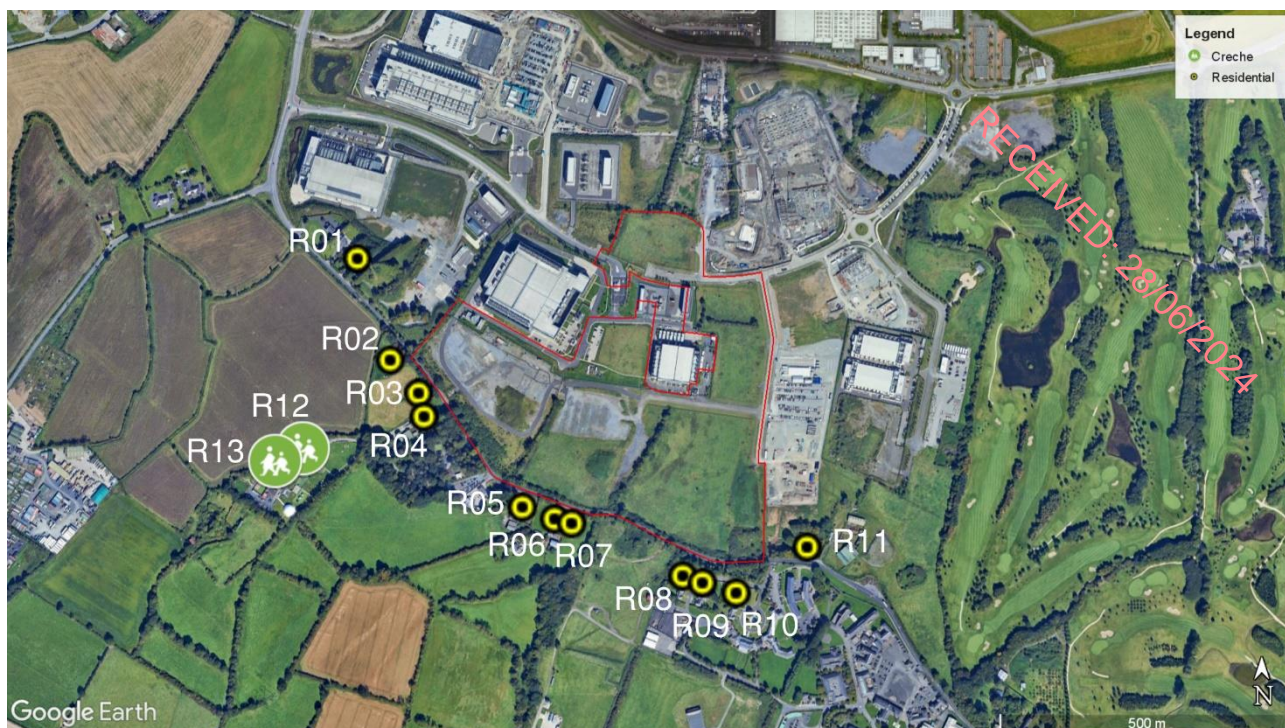 Legend
Creche
Residential
RECEIVED: 28/06/2024
R01
R02
R03
R04
R12
R13
R05
R06
R07
R11
R08
R09
R10
Google Earth
N
500 m